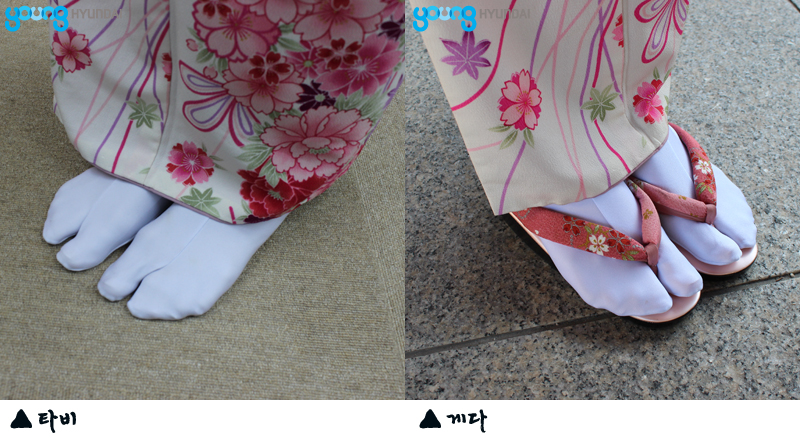 young HYUNDAI
young HYUNDAI
▲ 타비
▲ 게다